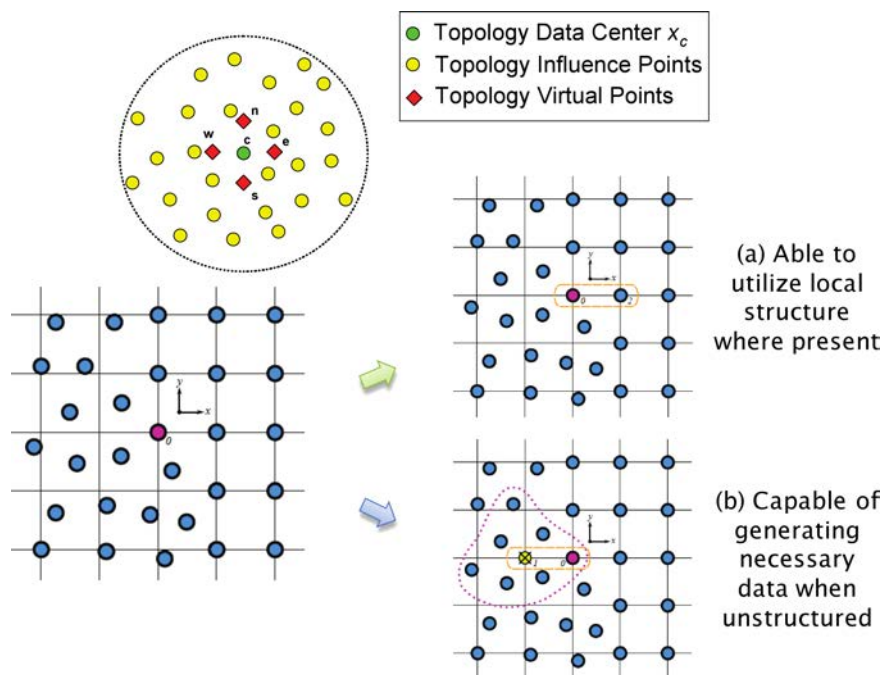 Topology Data Center x_c
Topology Influence Points
Topology Virtual Points
n
w
c
e
s
y
x
0
y
x
0
2
(a) Able to
utilize local
structure
where present
y
x
1
0
(b) Capable of
generating
necessary
data when
unstructured